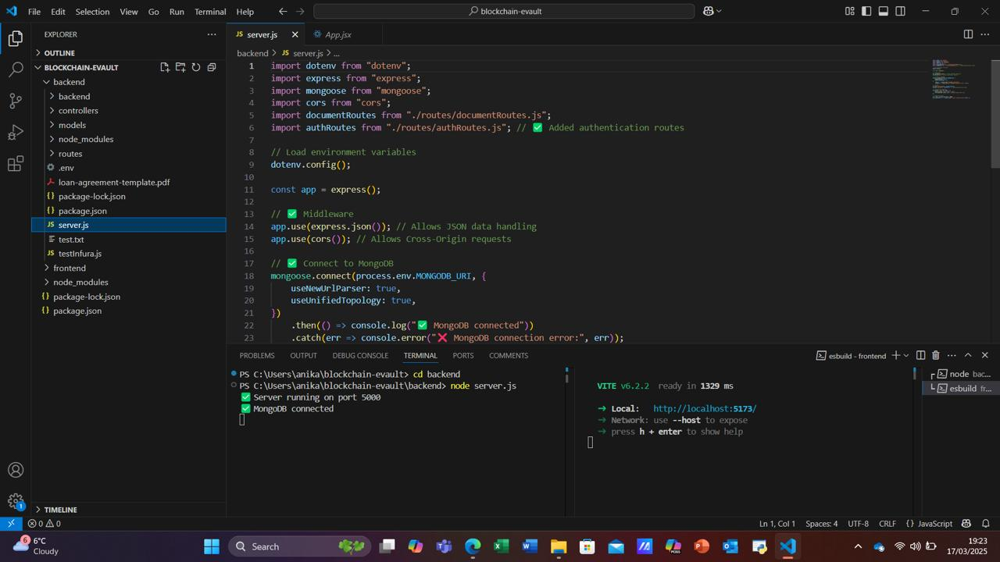 File Edit Selection View Go Run Terminal Help
blockchain-evault
EXPLORER
OUTLINE
BLOCKCHAIN-EVAULT
backend
backend
controllers
models
node_modules
routes
.env
loan-agreement-template.pdf
package-lock.json
package.json
JS server.js
test.txt
JS testInfura.js
frontend
node_modules
package-lock.json
package.json
TIMELINE
JS server.js
App.jsx
backend > JS server.js > ...
1 import dotenv from "dotenv";
2 import express from "express";
3 import mongoose from "mongoose";
4 import cors from "cors";
5 import documentRoutes from "./routes/documentRoutes.js";
6 import authRoutes from "./routes/authRoutes.js"; // ✅ Added authentication routes
7
8 // Load environment variables
9 dotenv.config();
10
11 const app = express();
12
13 // ✅ Middleware
14 app.use(express.json()); // Allows JSON data handling
15 app.use(cors()); // Allows Cross-Origin requests
16
17 // ✅ Connect to MongoDB
18 mongoose.connect(process.env.MONGODB_URI, {
19 useNewUrlParser: true,
20 useUnifiedTopology: true,
21 })
22 .then(() => console.log("✅ MongoDB connected"))
23 .catch(err => console.error("❌ MongoDB connection error:", err));
PROBLEMS OUTPUT DEBUG CONSOLE TERMINAL PORTS COMMENTS
esbuild - frontend
PS C:\Users\anika\blockchain-evault> cd backend
PS C:\Users\anika\blockchain-evault\backend> node server.js
✅ Server running on port 5000
✅ MongoDB connected
VITE v6.2.2 ready in 1329 ms
➜ Local: http://localhost:5173/
➜ Network: use --host to expose
➜ press h + enter to show help
node bac...
esbuild fr...
1
0 0
Ln 1, Col 1 Spaces: 4 UTF-8 CRLF {} JavaScript
6
6°C
Cloudy
Search
19:23
17/03/2025